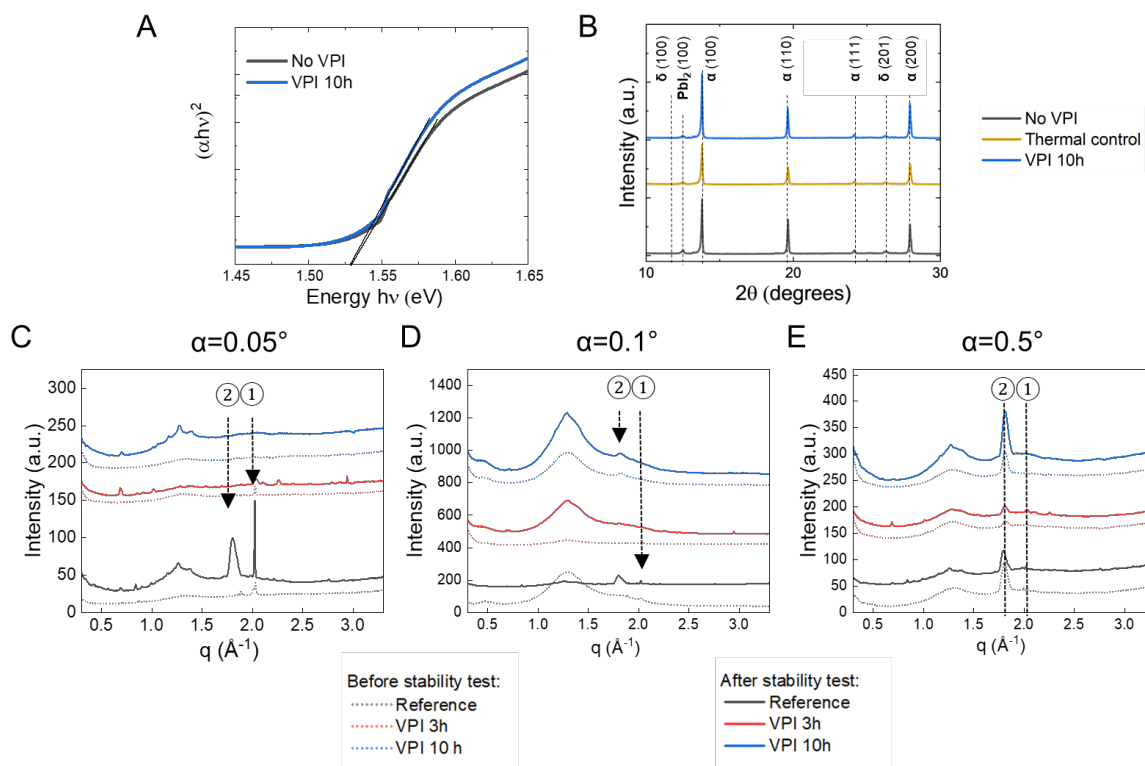 A
No VPI
VPI 10h
(αhν)²
1.45
1.50
1.55
1.60
1.65
Energy hν (eV)
B
δ (100)
PbI₂ (100)
α (100)
α (110)
α (111)
δ (201)
α (200)
Intensity (a.u.)
10
20
30
2θ (degrees)
No VPI
Thermal control
VPI 10h
C
α=0.05°
300
250
200
150
100
50
0
② ①
Intensity (a.u.)
0.5 1.0 1.5 2.0 2.5 3.0
q (Å⁻¹)
D
α=0.1°
1400
1200
1000
800
600
400
200
0
② ①
Intensity (a.u.)
0.5 1.0 1.5 2.0 2.5 3.0
q (Å⁻¹)
E
α=0.5°
450
400
350
300
250
200
150
100
50
0
② ①
Intensity (a.u.)
0.5 1.0 1.5 2.0 2.5 3.0
q (Å⁻¹)
Before stability test:
Reference
VPI 3h
VPI 10 h
After stability test:
Reference
VPI 3h
VPI 10h